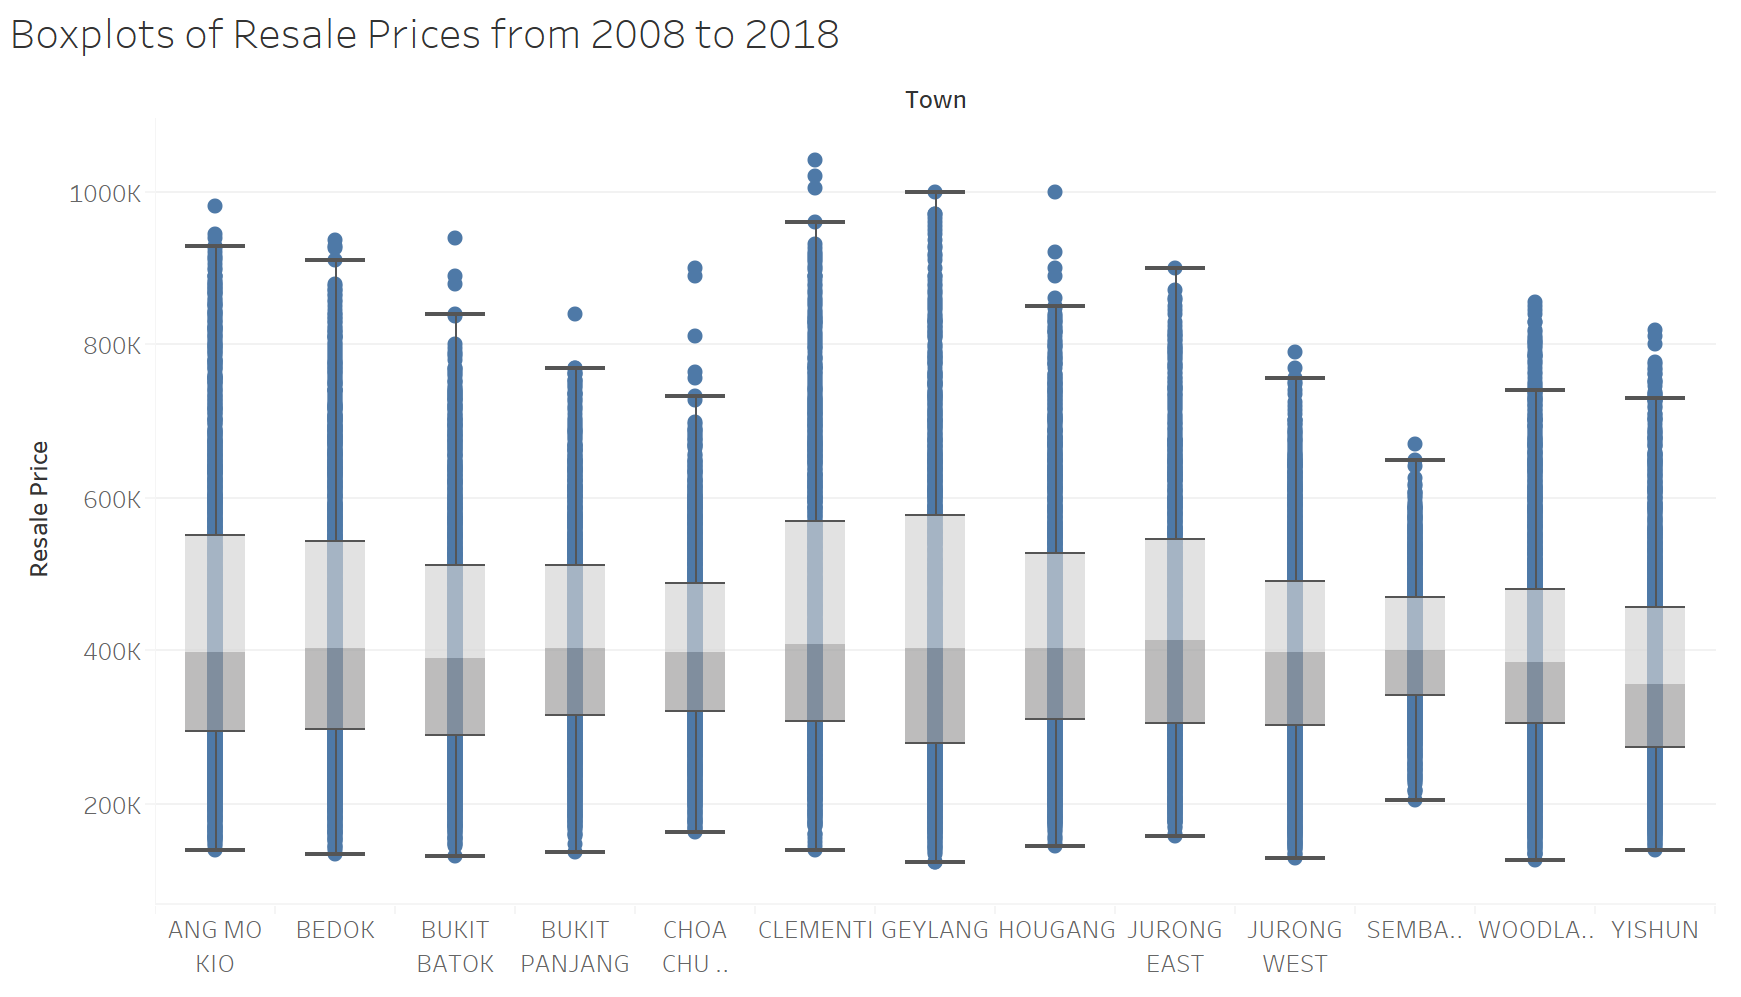 Boxplots of Resale Prices from 2008 to 2018
Town
Resale Price
1000K
800K
600K
400K
200K
ANG MO
KIO
BEDOK
BUKIT
BATOK
BUKIT
PANJANG
CHOA
CHU ..
CLEMENTI
GEYLANG
HOUGANG
JURONG
EAST
JURONG
WEST
SEMBA..
WOODLA..
YISHUN